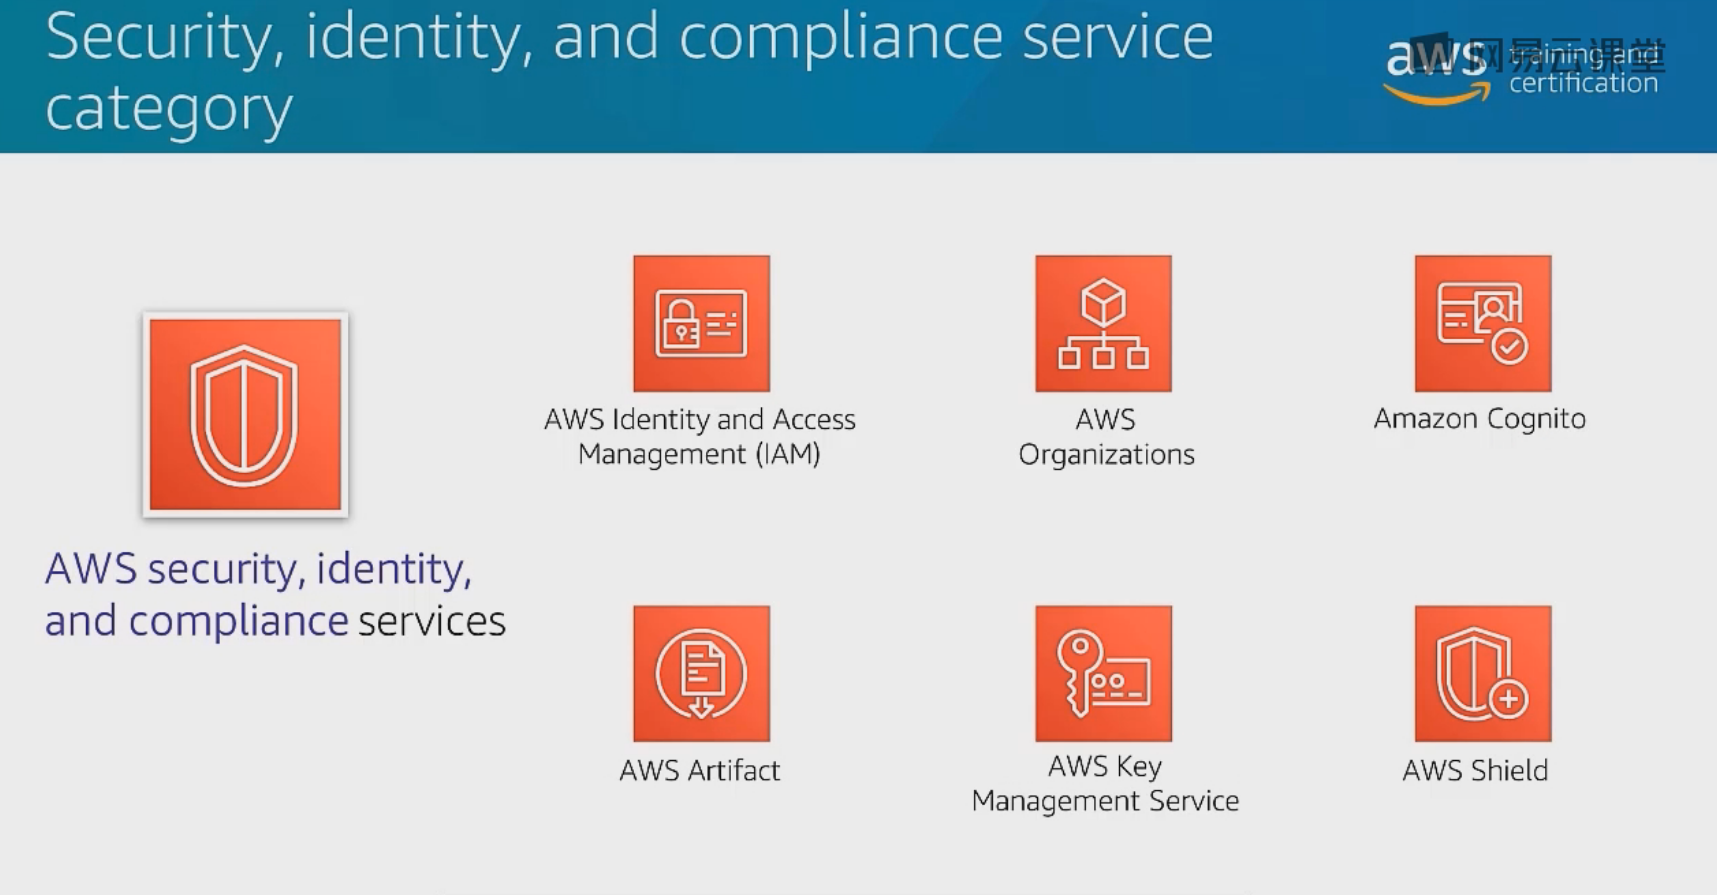 Security, identity, and compliance service
category
aws training and
certification
网易云课堂
AWS Identity and Access
Management (IAM)
AWS
Organizations
Amazon Cognito
AWS security, identity,
and compliance services
AWS Artifact
AWS Key
Management Service
AWS Shield